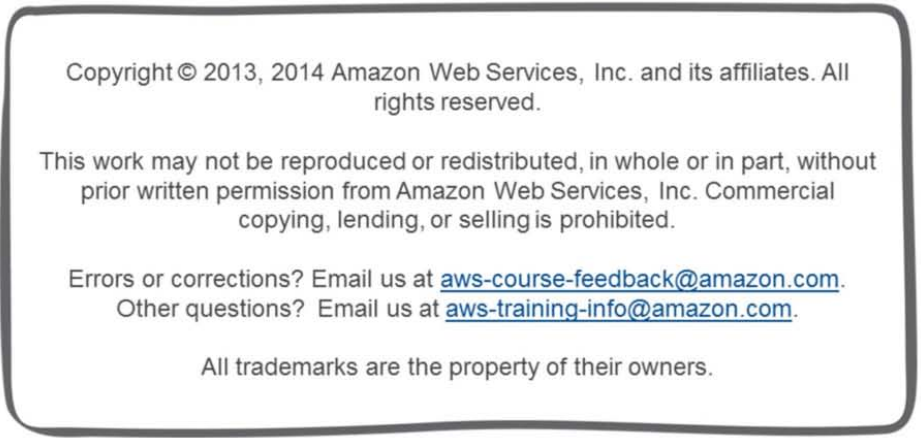 Copyright © 2013, 2014 Amazon Web Services, Inc. and its affiliates. All
rights reserved.
This work may not be reproduced or redistributed, in whole or in part, without
prior written permission from Amazon Web Services, Inc. Commercial
copying, lending, or selling is prohibited.
Errors or corrections? Email us at aws-course-feedback@amazon.com.
Other questions? Email us at aws-training-info@amazon.com.
All trademarks are the property of their owners.